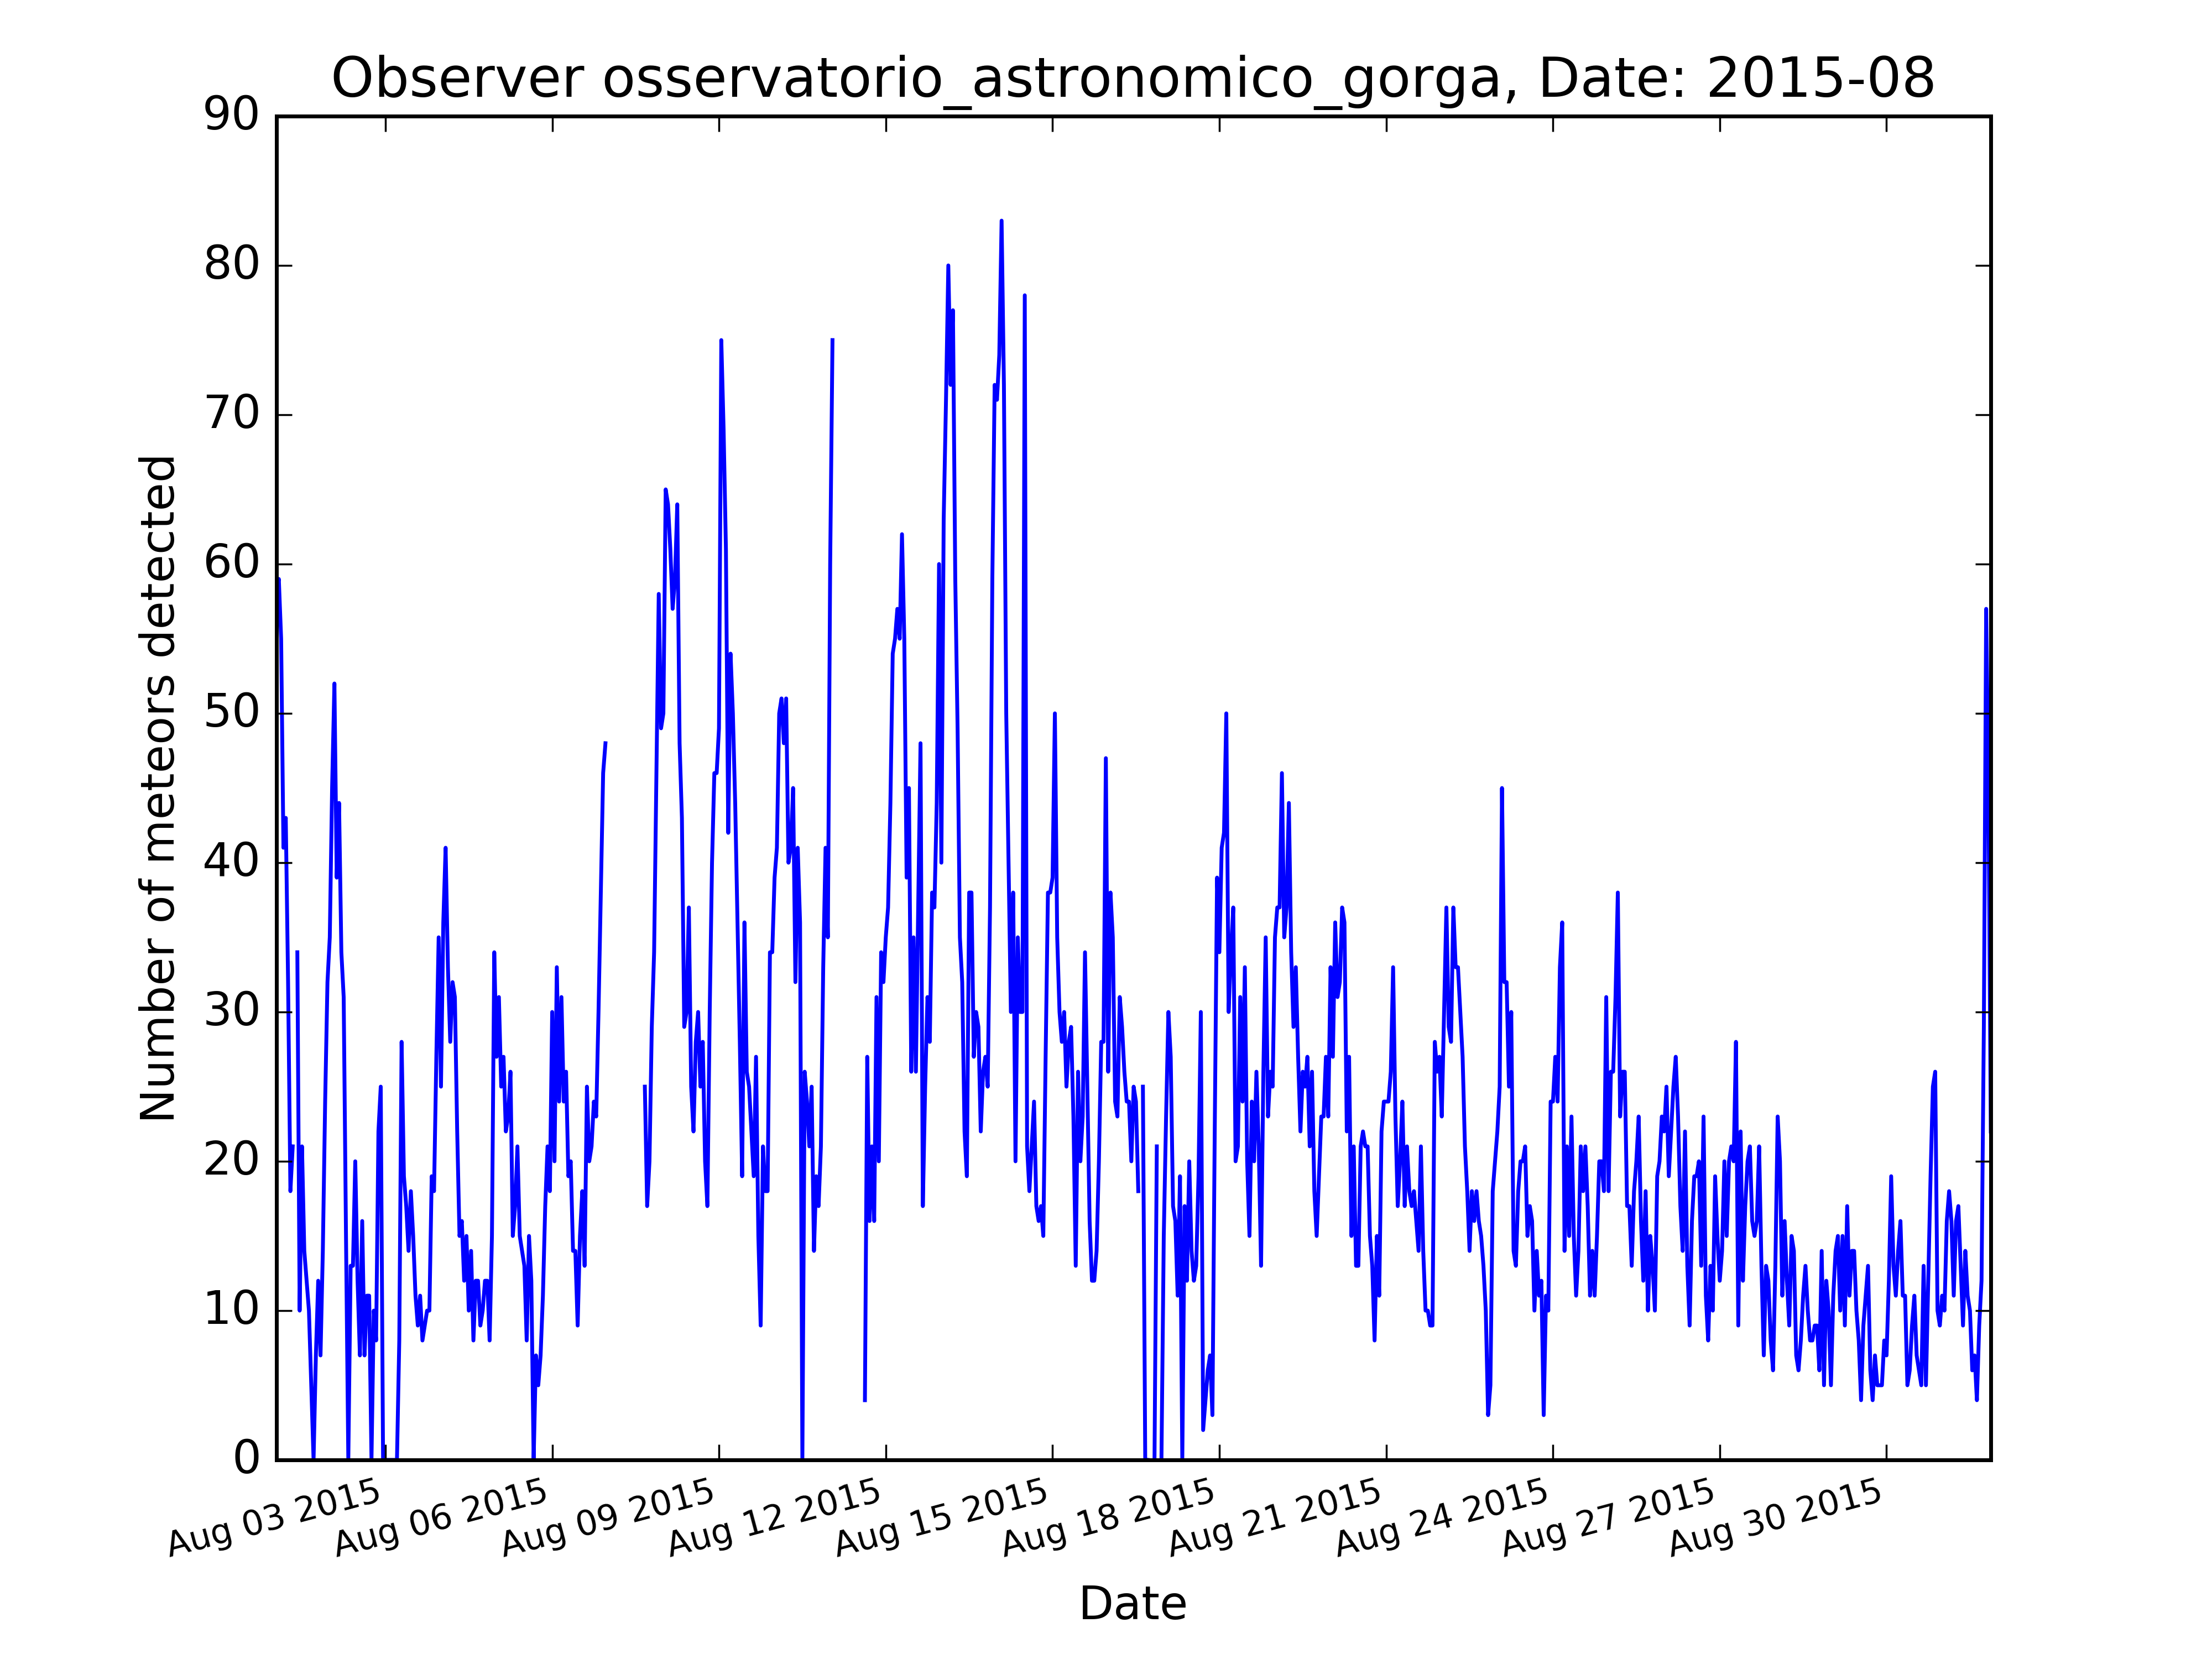 Observer osservatorio_astronomico_gorga, Date: 2015-08
Number of meteors detected
90
80
70
60
50
40
30
20
10
0
Aug 03 2015
Aug 06 2015
Aug 09 2015
Aug 12 2015
Aug 15 2015
Aug 18 2015
Aug 21 2015
Aug 24 2015
Aug 27 2015
Aug 30 2015
Date